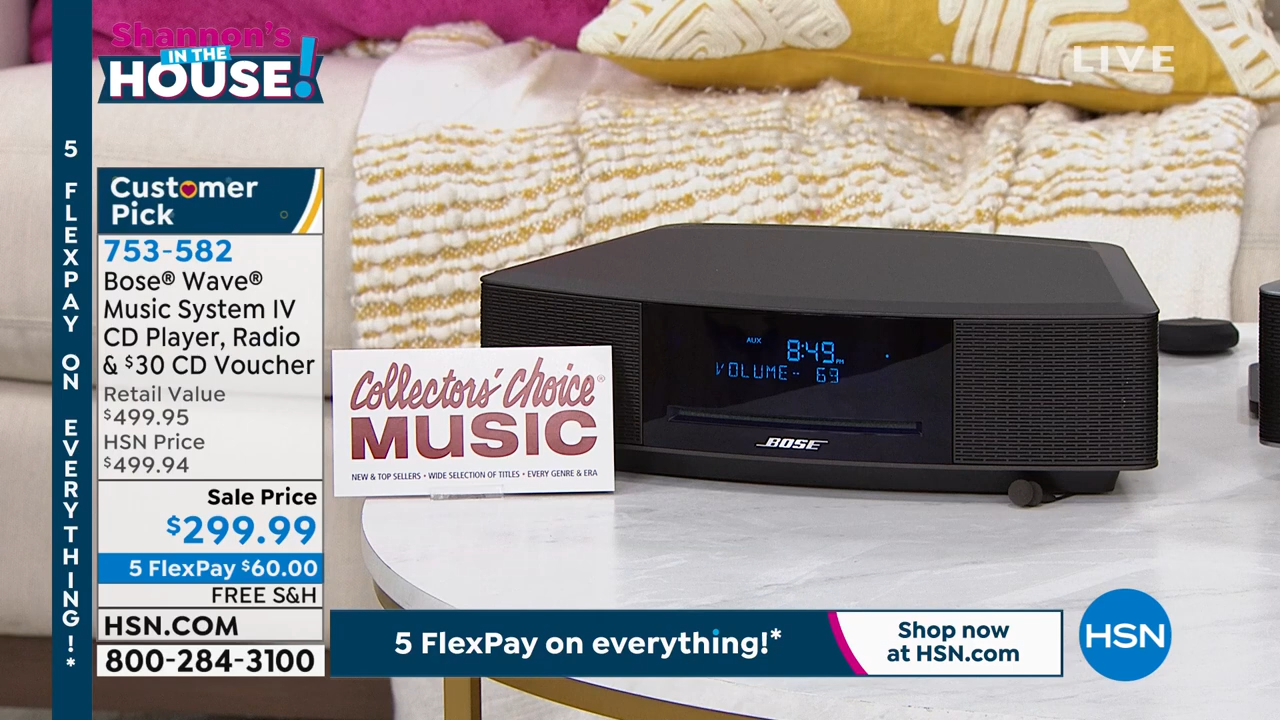 Shannon's
IN THE
HOUSE!
LIVE
5 FLEXPAY ON EVERYTHING!*
Customer
Pick
753-582
Bose® Wave®
Music System IV
CD Player, Radio
& $30 CD Voucher
Retail Value
$499.95
HSN Price
$499.94
Sale Price
$299.99
5 FlexPay $60.00
FREE S&H
HSN.COM
800-284-3100
Collectors' Choice®
MUSIC
NEW & TOP SELLERS • WIDE SELECTION OF TITLES • EVERY GENRE & ERA
AUX
8:49
VOLUME-- 69
BOSE
5 FlexPay on everything!*
Shop now
at HSN.com
HSN